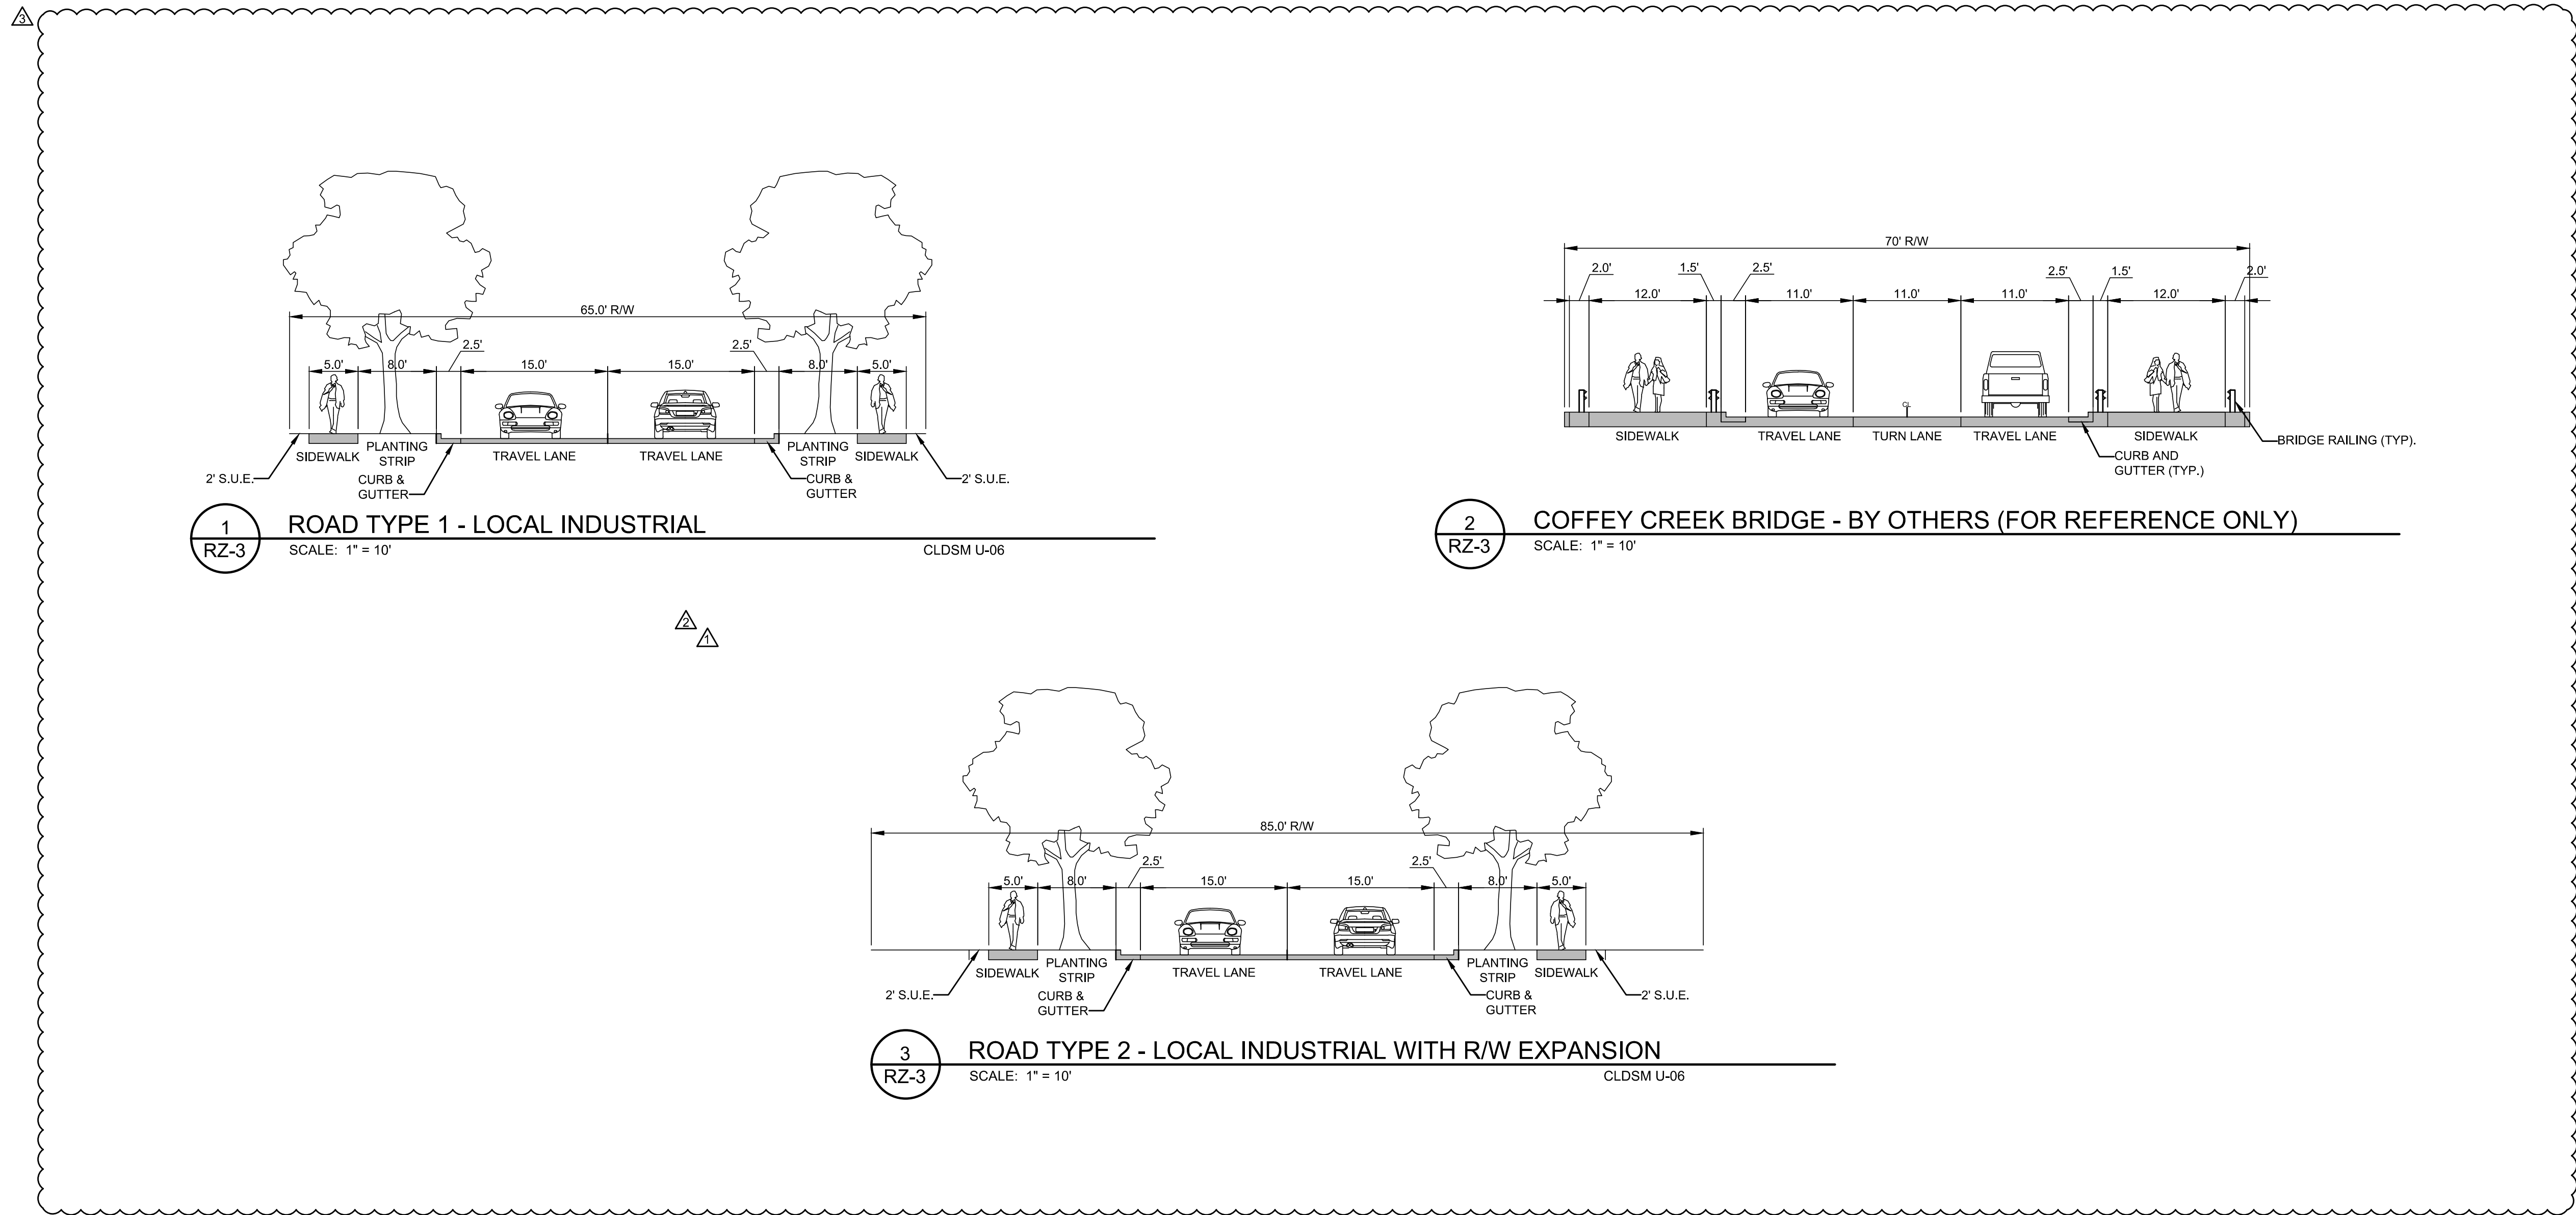 3
65.0' R/W
2.5'
2.5'
5.0'
8.0'
15.0'
15.0'
8.0'
5.0'
SIDEWALK
PLANTING
STRIP
TRAVEL LANE
TRAVEL LANE
PLANTING
STRIP
SIDEWALK
2' S.U.E.
CURB &
GUTTER
CURB &
GUTTER
2' S.U.E.
1
RZ-3
ROAD TYPE 1 - LOCAL INDUSTRIAL
SCALE: 1" = 10'
CLDSM U-06
70' R/W
2.0'
1.5'
2.5'
2.5'
1.5'
2.0'
12.0'
11.0'
11.0'
11.0'
12.0'
CL
SIDEWALK
TRAVEL LANE
TURN LANE
TRAVEL LANE
SIDEWALK
BRIDGE RAILING (TYP).
CURB AND
GUTTER (TYP.)
2
RZ-3
COFFEY CREEK BRIDGE - BY OTHERS (FOR REFERENCE ONLY)
SCALE: 1" = 10'
2
1
85.0' R/W
2.5'
2.5'
5.0'
8.0'
15.0'
15.0'
8.0'
5.0'
SIDEWALK
PLANTING
STRIP
TRAVEL LANE
TRAVEL LANE
PLANTING
STRIP
SIDEWALK
2' S.U.E.
CURB &
GUTTER
CURB &
GUTTER
2' S.U.E.
3
RZ-3
ROAD TYPE 2 - LOCAL INDUSTRIAL WITH R/W EXPANSION
SCALE: 1" = 10'
CLDSM U-06